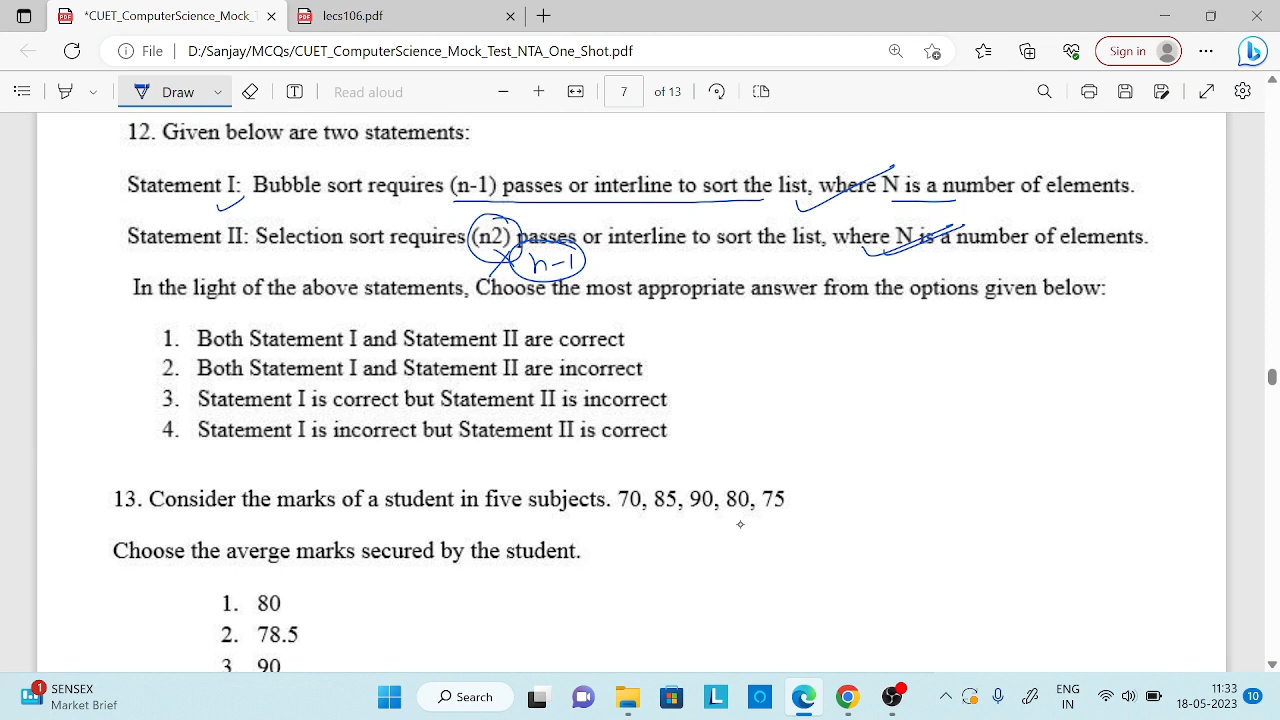 *CUET_ComputerScience_Mock_T
lecs106.pdf
File | D:/Sanjay/MCQs/CUET_ComputerScience_Mock_Test_NTA_One_Shot.pdf
Sign in
Draw
Read aloud
7 of 13
12. Given below are two statements:
Statement I: Bubble sort requires (n-1) passes or interline to sort the list, where N is a number of elements.
Statement II: Selection sort requires (n2) passes or interline to sort the list, where N is a number of elements.
n-1
In the light of the above statements, Choose the most appropriate answer from the options given below:
1. Both Statement I and Statement II are correct
2. Both Statement I and Statement II are incorrect
3. Statement I is correct but Statement II is incorrect
4. Statement I is incorrect but Statement II is correct
13. Consider the marks of a student in five subjects. 70, 85, 90, 80, 75
Choose the averge marks secured by the student.
1. 80
2. 78.5
3. 90
1
SENSEX
Market Brief
Search
L
ENG
IN
11:33
18-05-2023
10